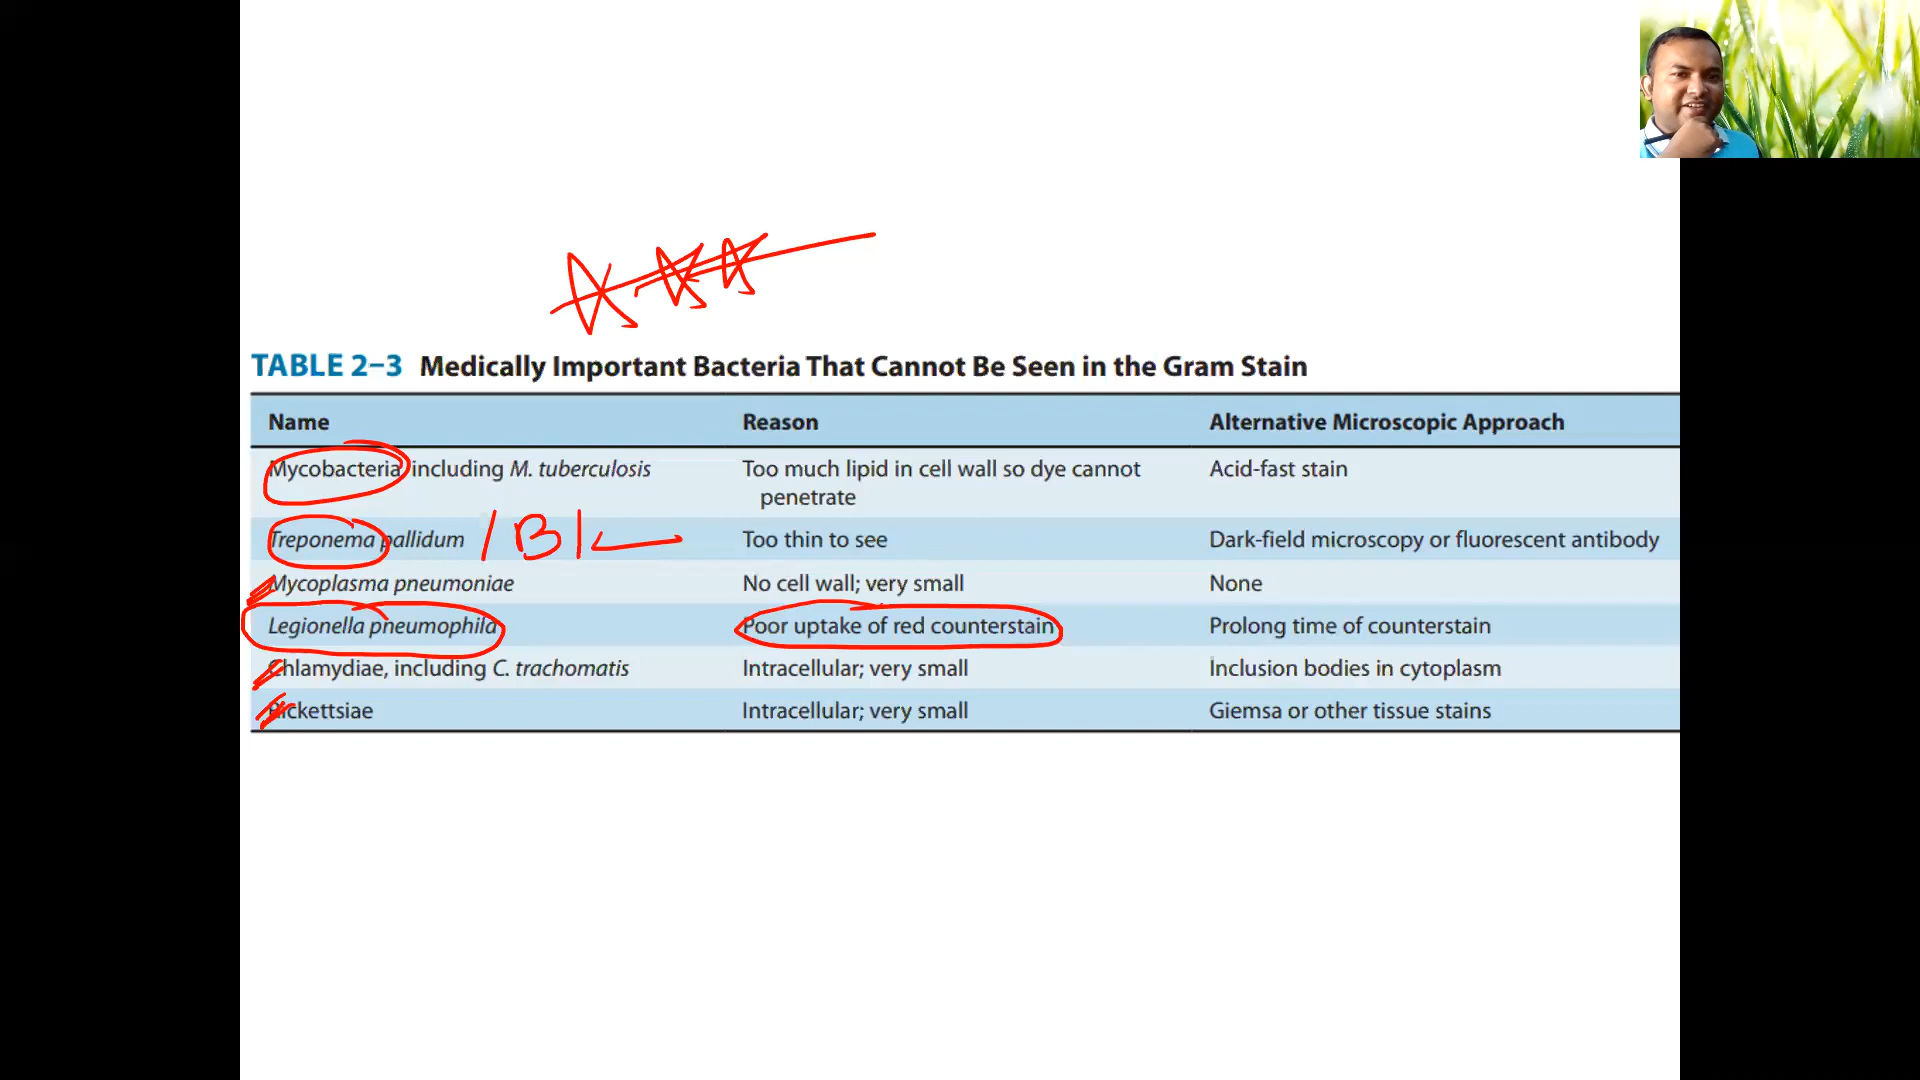 TABLE 2–3 Medically Important Bacteria That Cannot Be Seen in the Gram Stain
Name Reason Alternative Microscopic Approach
Mycobacteria, including M. tuberculosis Too much lipid in cell wall so dye cannot Acid-fast stain
penetrate
Treponema pallidum / B | Too thin to see Dark-field microscopy or fluorescent antibody
Mycoplasma pneumoniae No cell wall; very small None
Legionella pneumophila Poor uptake of red counterstain Prolong time of counterstain
Chlamydiae, including C. trachomatis Intracellular; very small Inclusion bodies in cytoplasm
Rickettsiae Intracellular; very small Giemsa or other tissue stains